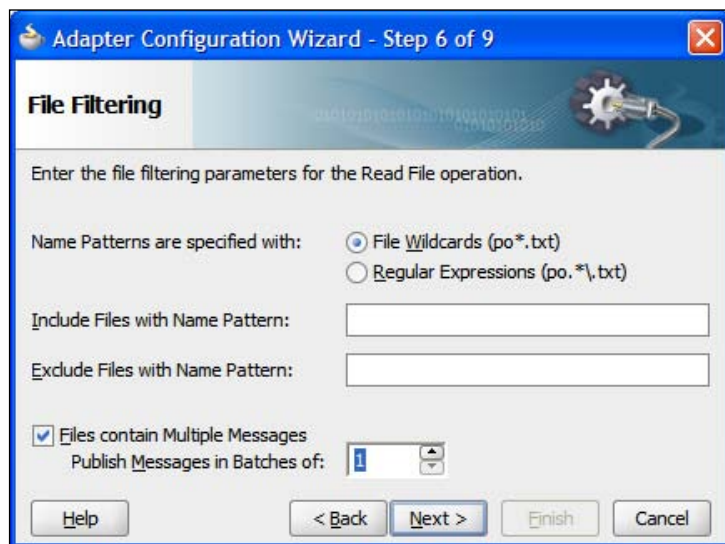 Adapter Configuration Wizard - Step 6 of 9
File Filtering
Enter the file filtering parameters for the Read File operation.
Name Patterns are specified with:
File Wildcards (po*.txt)
Regular Expressions (po.*\.txt)
Include Files with Name Pattern:
Exclude Files with Name Pattern:
Files contain Multiple Messages
Publish Messages in Batches of: 1
Help < Back Next > Finish Cancel